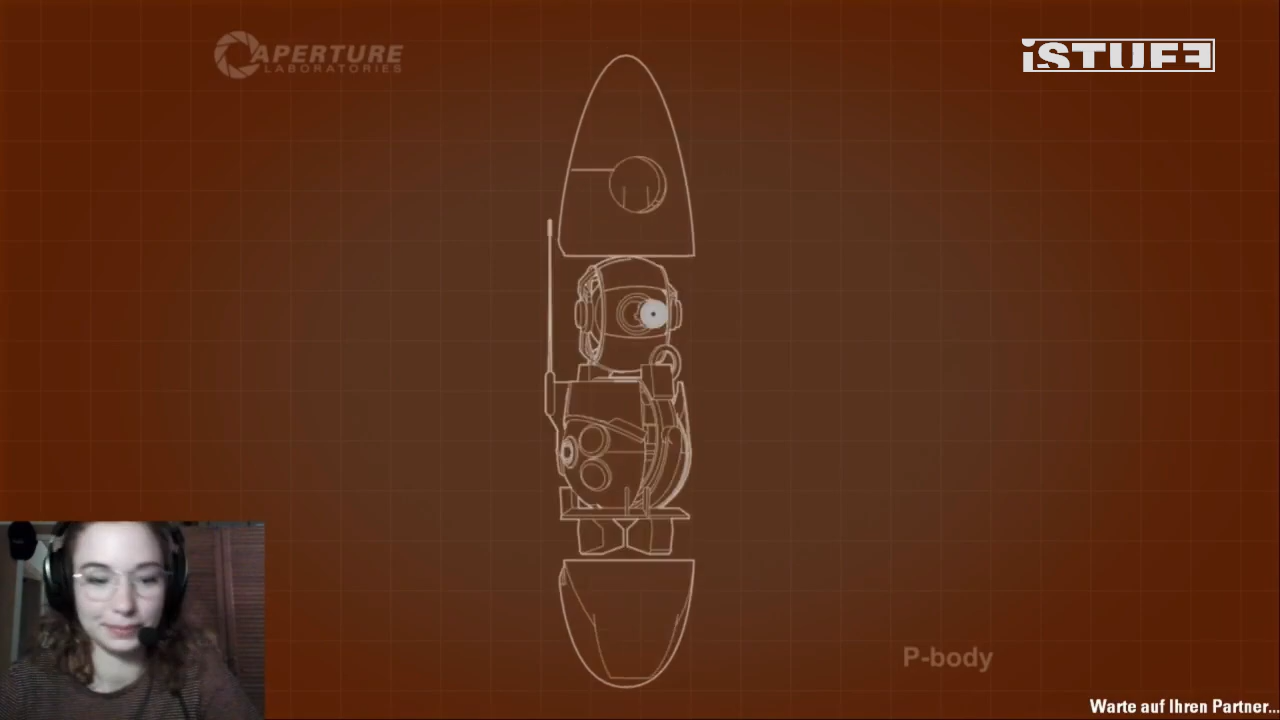 APERTURE
LABORATORIES
iSTUFF
P-body
Warte auf Ihren Partner...